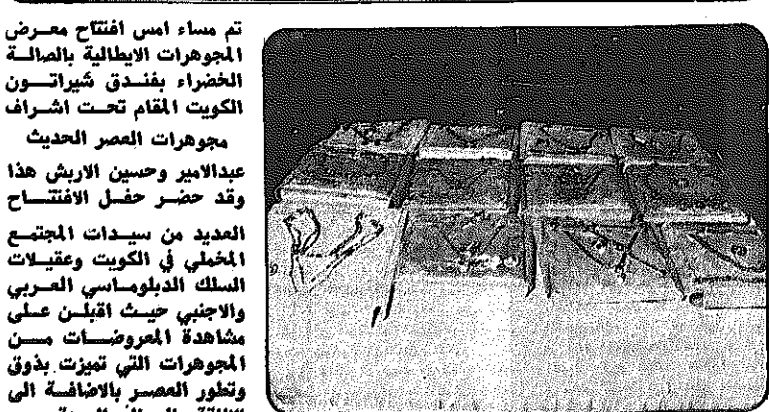 تم مساء امس افتتاح معرض
المجوهرات الايطالية بالصالة
الخضراء بفندق شيراتون
الكويت المقام تحت اشراف
مجوهرات العصر الحديث
عبدالامير وحسين الاربش هذا
وقد حضر حفل الافتتاح
العديد من سيدات المجتمع
المخملي في الكويت وعقيلات
السلك الدبلوماسي العربي
والاجنبي حيث اقبلن على
مشاهدة المعروضات من
المجوهرات التي تميزت بذوق
وتطور العصر بالاضافة الى